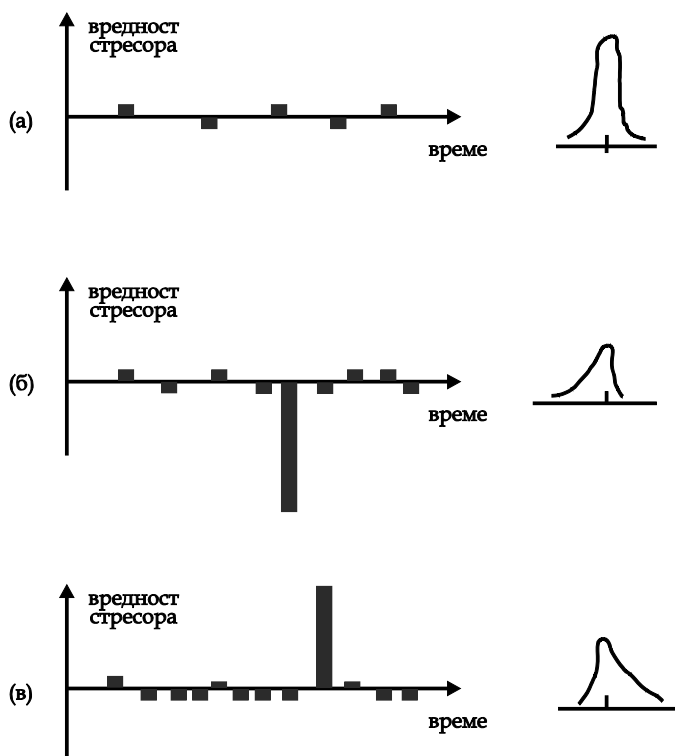 вредност
стресора
(а)
време
вредност
стресора
(б)
време
вредност
стресора
(в)
време